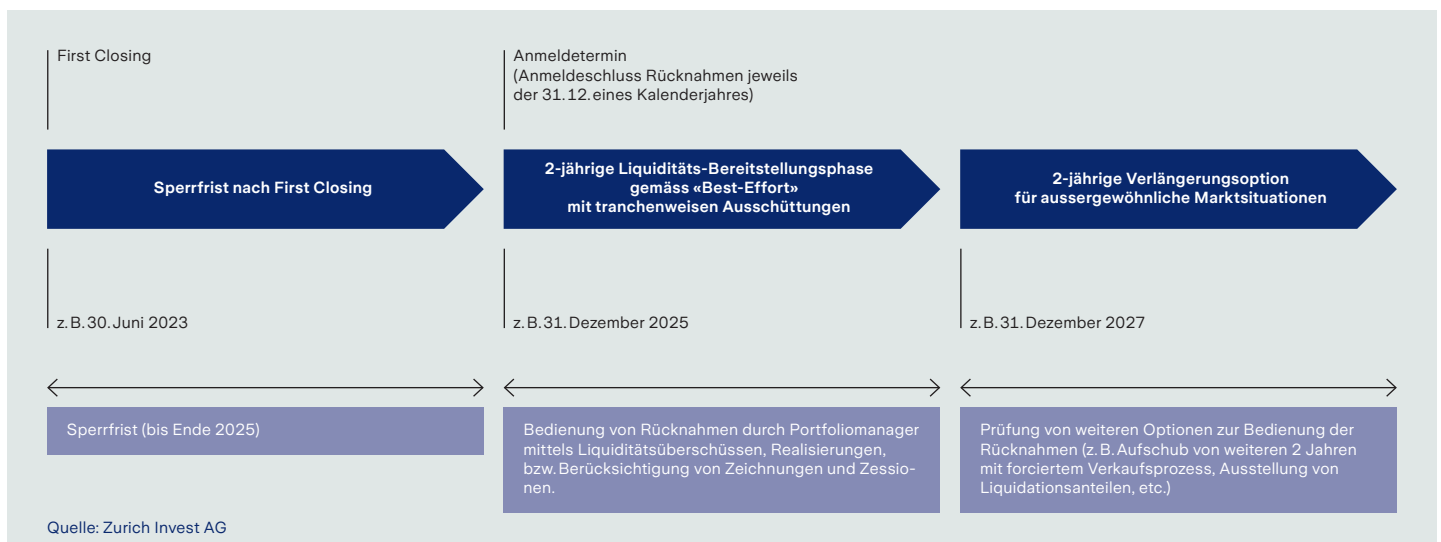 First Closing
Anmeldetermin
(Anmeldeschluss Rücknahmen jeweils
der 31.12. eines Kalenderjahres)
Sperrfrist nach First Closing
2-jährige Liquiditäts-Bereitstellungsphase
gemäss «Best-Effort»
mit tranchenweisen Ausschüttungen
2-jährige Verlängerungsoption
für aussergewöhnliche Marktsituationen
z. B. 30. Juni 2023
z. B. 31. Dezember 2025
z. B. 31. Dezember 2027
Sperrfrist (bis Ende 2025)
Bedienung von Rücknahmen durch Portfoliomanager
mittels Liquiditätsüberschüssen, Realisierungen,
bzw. Berücksichtigung von Zeichnungen und Zessio-
nen.
Prüfung von weiteren Optionen zur Bedienung der
Rücknahmen (z. B. Aufschub von weiteren 2 Jahren
mit forciertem Verkaufsprozess, Ausstellung von
Liquidationsanteilen, etc.)
Quelle: Zurich Invest AG